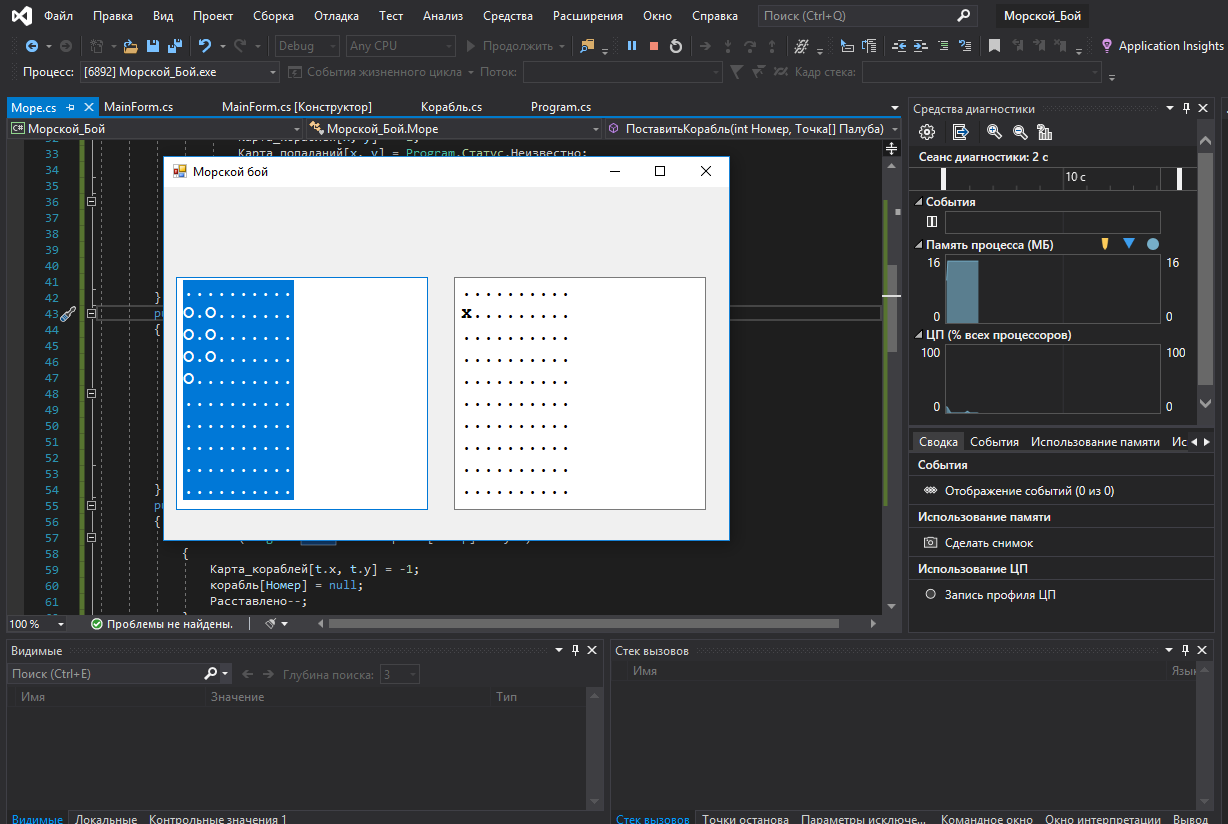 Файл Правка Вид Проект Сборка Отладка Тест Анализ Средства Расширения Окно Справка Поиск (Ctrl+Q) Морской_Бой
Debug Any CPU Продолжить Application Insights
Процесс: [6892] Морской_Бой.exe События жизненного цикла Поток: Кадр стека:
Море.cs MainForm.cs MainForm.cs [Конструктор] Корабль.cs Program.cs
C# Морской_Бой Морской_Бой.Море ПоставитьКорабль(int Номер, Точка[] Палуба)
33 Карта_попаданий[x, y] = Program.Статус.Неизвестно;
34
35
36
37
38
39
40
41
42 }
43
44 {
45
46
47
48
49
50
51
52
53
54 }
55
56 {
57
58 {
59 Карта_кораблей[t.x, t.y] = -1;
60 корабль[Номер] = null;
61 Расставлено--;
Морской бой
. . . . . . . . . .
O . O . . . . . . .
O . O . . . . . . .
O . O . . . . . . .
O . . . . . . . . .
. . . . . . . . . .
. . . . . . . . . .
. . . . . . . . . .
. . . . . . . . . .
. . . . . . . . . .
. . . . . . . . . .
x . . . . . . . . .
. . . . . . . . . .
. . . . . . . . . .
. . . . . . . . . .
. . . . . . . . . .
. . . . . . . . . .
. . . . . . . . . .
. . . . . . . . . .
. . . . . . . . . .
100 % Проблемы не найдены.
Средства диагностики
Сеанс диагностики: 2 с
10 с
События
Память процесса (МБ)
16 16
0 0
ЦП (% всех процессоров)
100 100
0 0
Сводка События Использование памяти Ис
События
Отображение событий (0 из 0)
Использование памяти
Сделать снимок
Использование ЦП
Запись профиля ЦП
Видимые
Поиск (Ctrl+E) Глубина поиска: 3
Имя Значение Тип
Видимые Локальные Контрольные значения 1
Стек вызовов
Имя Язык
Стек вызовов Точки останова Параметры исключе... Командное окно Окно интерпретации Вывод